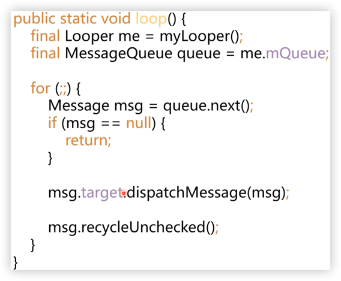 public static void loop() {
final Looper me = myLooper();
final MessageQueue queue = me.mQueue;
for (;;) {
Message msg = queue.next();
if (msg == null) {
return;
}
msg.target.dispatchMessage(msg);
msg.recycleUnchecked();
}
}